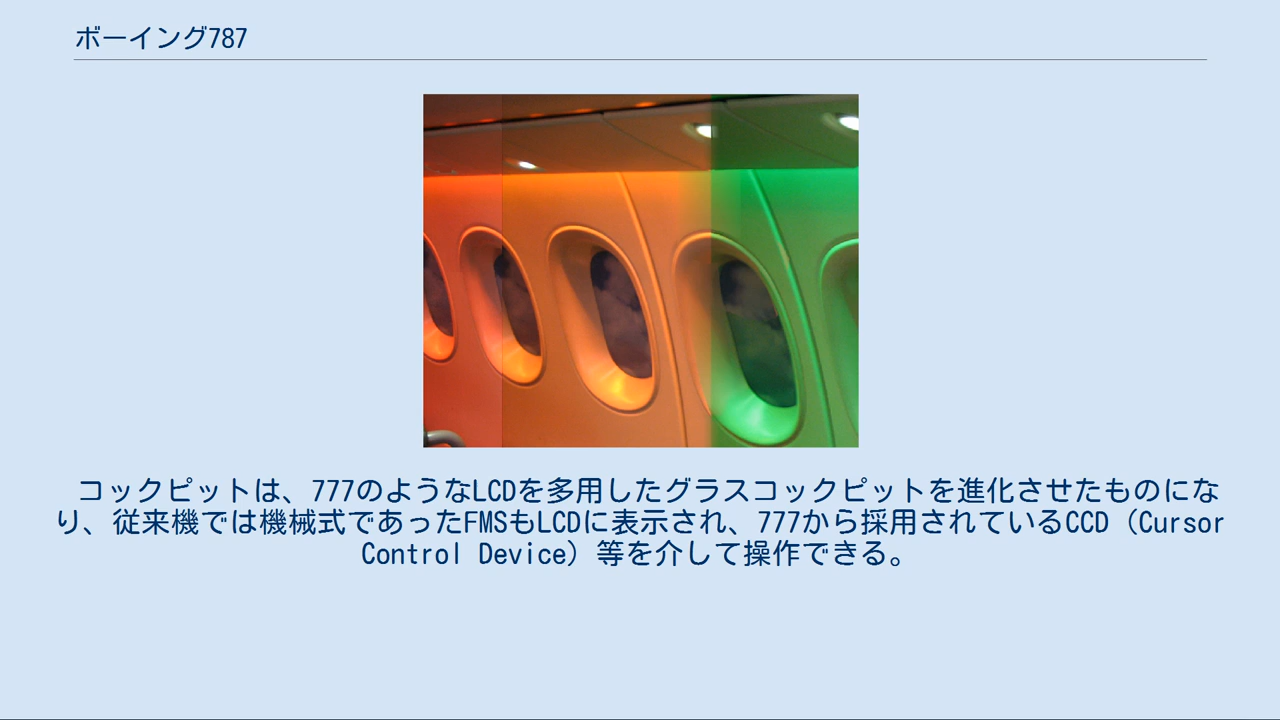 ボーイング787
コックピットは、777のようなLCDを多用したグラスコックピットを進化させたものにな
り、従来機では機械式であったFMSもLCDに表示され、777から採用されているCCD（Cursor
Control Device）等を介して操作できる。